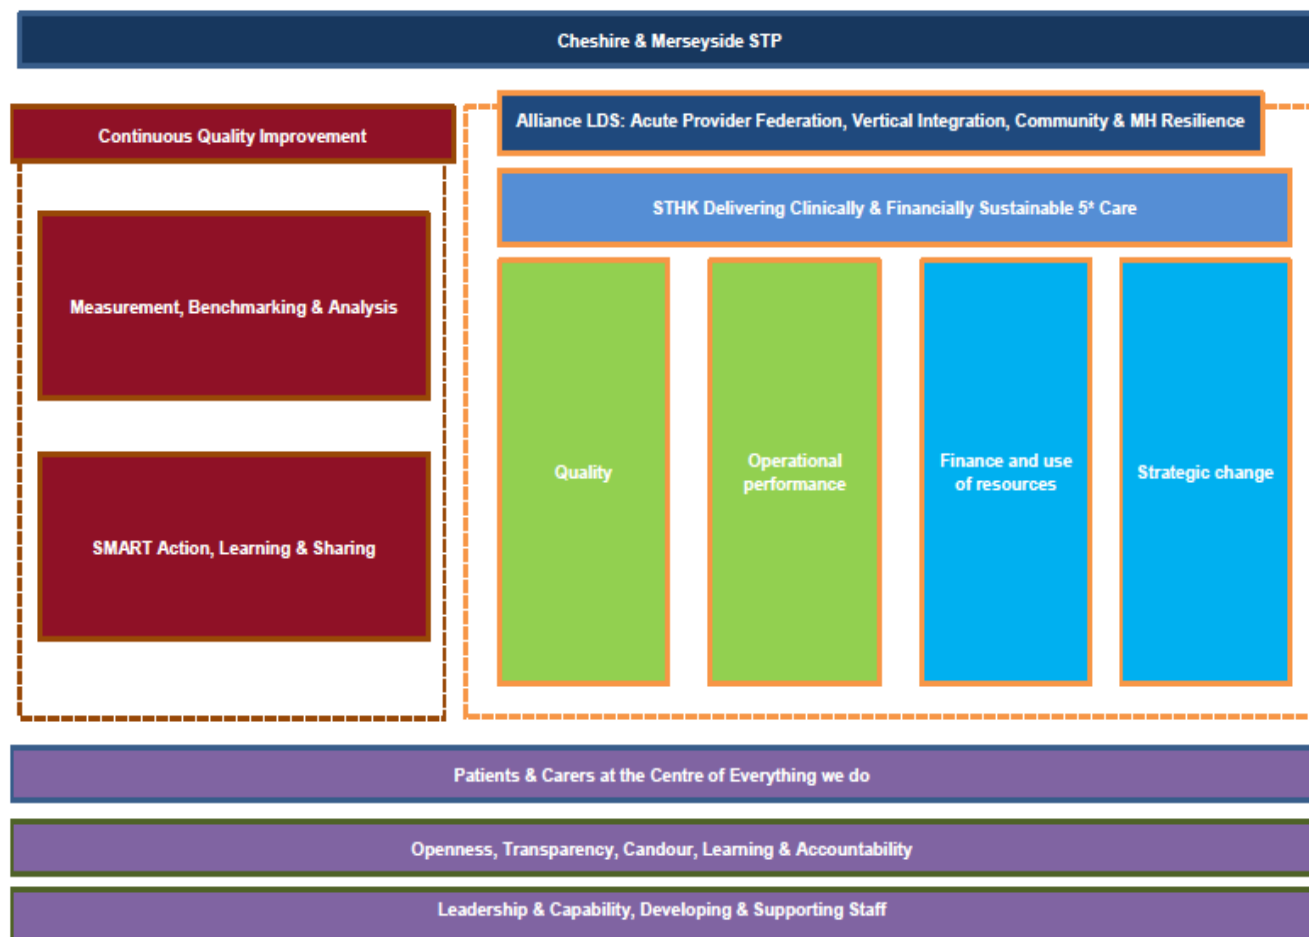 Cheshire & Merseyside STP
Continuous Quality Improvement
Measurement, Benchmarking & Analysis
SMART Action, Learning & Sharing
Alliance LDS: Acute Provider Federation, Vertical Integration, Community & MH Resilience
STHK Delivering Clinically & Financially Sustainable 5* Care
Quality
Operational
performance
Finance and use
of resources
Strategic change
Patients & Carers at the Centre of Everything we do
Openness, Transparency, Candour, Learning & Accountability
Leadership & Capability, Developing & Supporting Staff